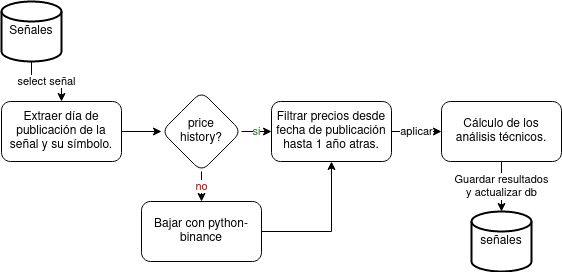 Señales
select señal
Extraer día de
publicación de la
señal y su símbolo.
price
history?
si
Filtrar precios desde
fecha de publicación
hasta 1 año atras.
aplicar
Cálculo de los
análisis técnicos.
no
Bajar con python-
binance
Guardar resultados
y actualizar db
señales